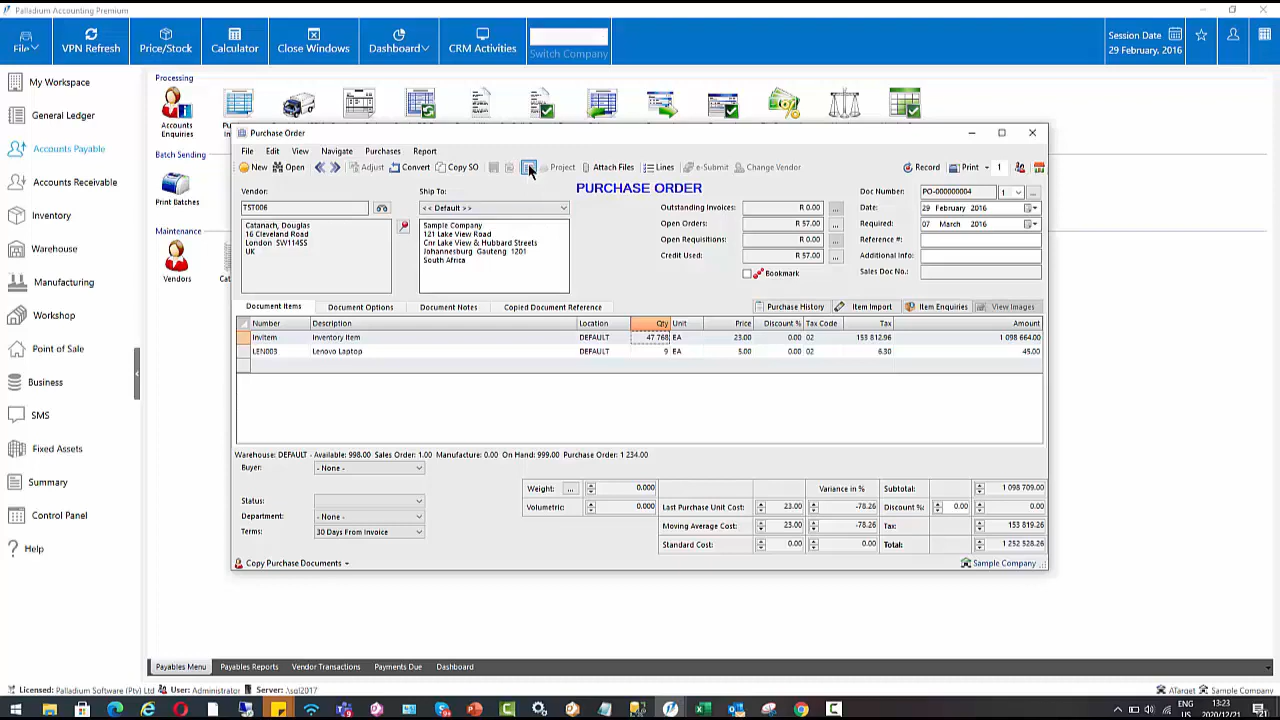 Palladium Accounting Premium
File
VPN Refresh
Price/Stock
Calculator
Close Windows
Dashboard
CRM Activities
Switch Company
Session Date
29 February, 2016
My Workspace
General Ledger
Accounts Payable
Accounts Receivable
Inventory
Warehouse
Manufacturing
Workshop
Point of Sale
Business
SMS
Fixed Assets
Summary
Control Panel
Help
Processing
Accounts
Enquiries
Batch Sending
Print Batches
Maintenance
Vendors
Purchase Order
File Edit View Navigate Purchases Report
New Open Adjust Convert Copy SO Project Attach Files Lines e-Submit Change Vendor Record Print 1
PURCHASE ORDER
Vendor:
TST006
Catanach, Douglas
16 Cleveland Road
London SW114SS
UK
Ship To:
<< Default >>
Sample Company
121 Lake View Road
Cnr Lake View & Hubbard Streets
Johannesburg Gauteng 1201
South Africa
Outstanding Invoices: R 0.00 ...
Open Orders: R 57.00 ...
Open Requisitions: R 0.00 ...
Credit Used: R 57.00 ...
Bookmark
Doc Number: PO-000000004 1 ...
Date: 29 February 2016
Required: 07 March 2016
Reference #:
Additional Info:
Sales Doc No.:
Document Items Document Options Document Notes Copied Document Reference Purchase History Item Import Item Enquiries View Images
Number Description Location Qty Unit Price Discount % Tax Code Tax Amount
InvItem Inventory Item DEFAULT 47 768 EA 23.00 0.00 02 153 812.96 1 098 664.00
LEN003 Lenovo Laptop DEFAULT 9 EA 5.00 0.00 02 6.30 45.00
Warehouse: DEFAULT - Available: 998.00 Sales Order: 1.00 Manufacture: 0.00 On Hand: 999.00 Purchase Order: 1 234.00
Buyer: - None -
Status:
Department: - None -
Terms: 30 Days From Invoice
Weight: ... 0.000
Volumetric: 0.000
Variance in %
Last Purchase Unit Cost: 23.00 -78.26
Moving Average Cost: 23.00 -78.26
Standard Cost: 0.00 0.00
Subtotal: 1 098 709.00
Discount %: 0.00 0.00
Tax: 153 819.26
Total: 1 252 528.26
Copy Purchase Documents
Sample Company
Payables Menu Payables Reports Vendor Transactions Payments Due Dashboard
Licensed: Palladium Software (Pty) Ltd User: Administrator Server: .\sql2017
ATarget Sample Company
ENG
US
13:23
2020/12/21